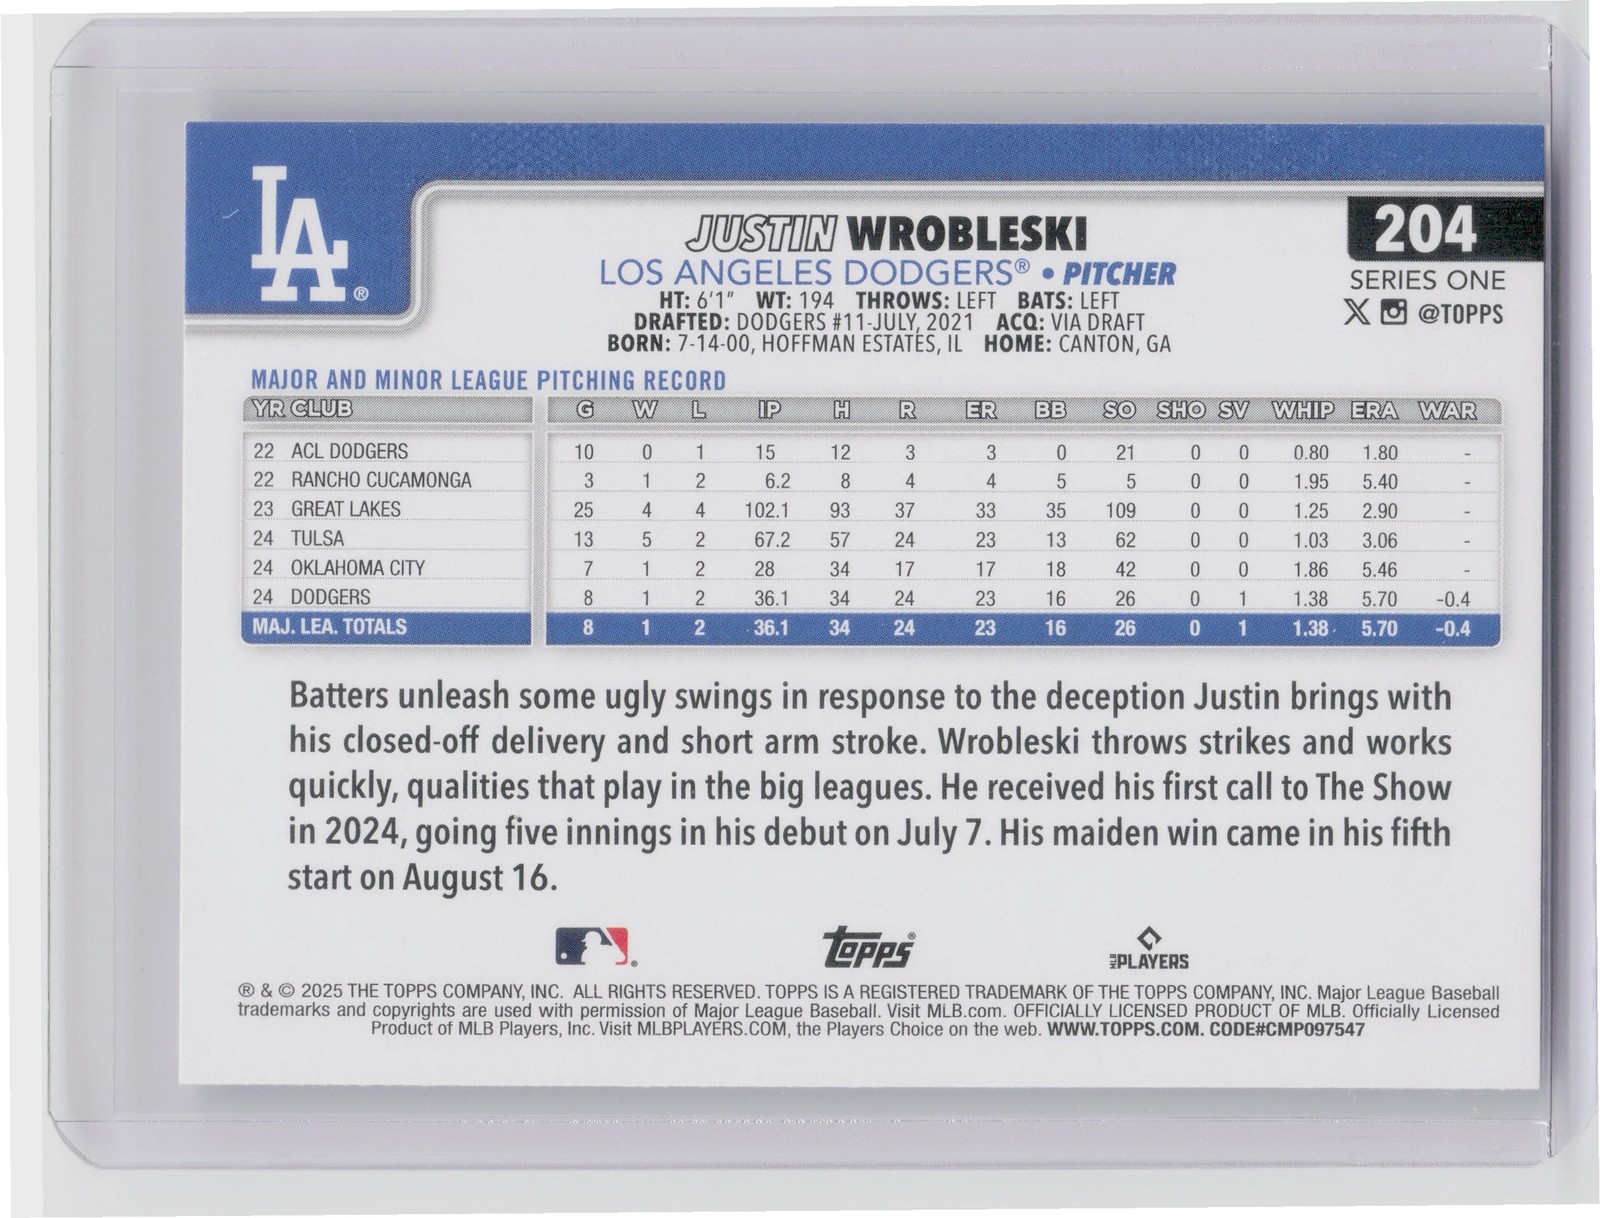 LA®
JUSTIN WROBLESKI
LOS ANGELES DODGERS® • PITCHER
HT: 6'1" WT: 194 THROWS: LEFT BATS: LEFT
DRAFTED: DODGERS #11-JULY, 2021 ACQ: VIA DRAFT
BORN: 7-14-00, HOFFMAN ESTATES, IL HOME: CANTON, GA
204
SERIES ONE
X @TOPPS
MAJOR AND MINOR LEAGUE PITCHING RECORD
YR CLUB G W L IP H R ER BB SO SHO SV WHIP ERA WAR
22 ACL DODGERS 10 0 1 15 12 3 3 0 21 0 0 0.80 1.80 -
22 RANCHO CUCAMONGA 3 1 2 6.2 8 4 4 5 5 0 0 1.95 5.40 -
23 GREAT LAKES 25 4 4 102.1 93 37 33 35 109 0 0 1.25 2.90 -
24 TULSA 13 5 2 67.2 57 24 23 13 62 0 0 1.03 3.06 -
24 OKLAHOMA CITY 7 1 2 28 34 17 17 18 42 0 0 1.86 5.46 -
24 DODGERS 8 1 2 36.1 34 24 23 16 26 0 1 1.38 5.70 -0.4
MAJ. LEA. TOTALS 8 1 2 36.1 34 24 23 16 26 0 1 1.38 5.70 -0.4
Batters unleash some ugly swings in response to the deception Justin brings with
his closed-off delivery and short arm stroke. Wrobleski throws strikes and works
quickly, qualities that play in the big leagues. He received his first call to The Show
in 2024, going five innings in his debut on July 7. His maiden win came in his fifth
start on August 16.
topps®
MLB PLAYERS
® & © 2025 THE TOPPS COMPANY, INC. ALL RIGHTS RESERVED. TOPPS IS A REGISTERED TRADEMARK OF THE TOPPS COMPANY, INC. Major League Baseball
trademarks and copyrights are used with permission of Major League Baseball. Visit MLB.com. OFFICIALLY LICENSED PRODUCT OF MLB. Officially Licensed
Product of MLB Players, Inc. Visit MLBPLAYERS.COM, the Players Choice on the web. WWW.TOPPS.COM. CODE#CMP097547